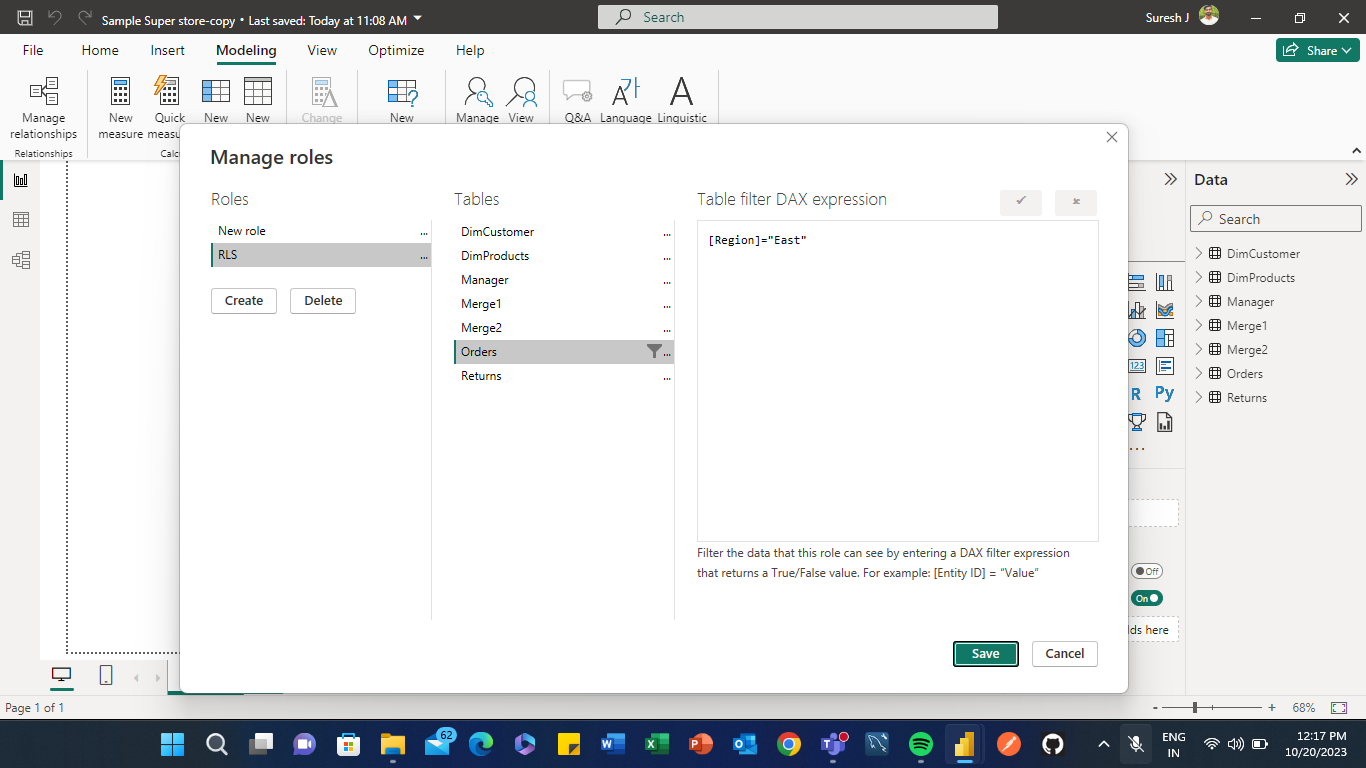 Sample Super store-copy • Last saved: Today at 11:08 AM
Search
Suresh J
File Home Insert Modeling View Optimize Help
Share
Manage relationships
New measure
Quick
New
New
Change
New
Manage
View
Q&A
Language
Linguistic
Relationships
Manage roles
Roles
New role ...
RLS ...
Create Delete
Tables
DimCustomer ...
DimProducts ...
Manager ...
Merge1 ...
Merge2 ...
Orders ...
Returns ...
Table filter DAX expression
[Region]="East"
Filter the data that this role can see by entering a DAX filter expression
that returns a True/False value. For example: [Entity ID] = “Value”
Save Cancel
Data
Search
DimCustomer
DimProducts
Manager
Merge1
Merge2
Orders
Returns
123
R Py
...
Off
On
here
Page 1 of 1
- + 68%
62
ENG
IN
12:17 PM
10/20/2023